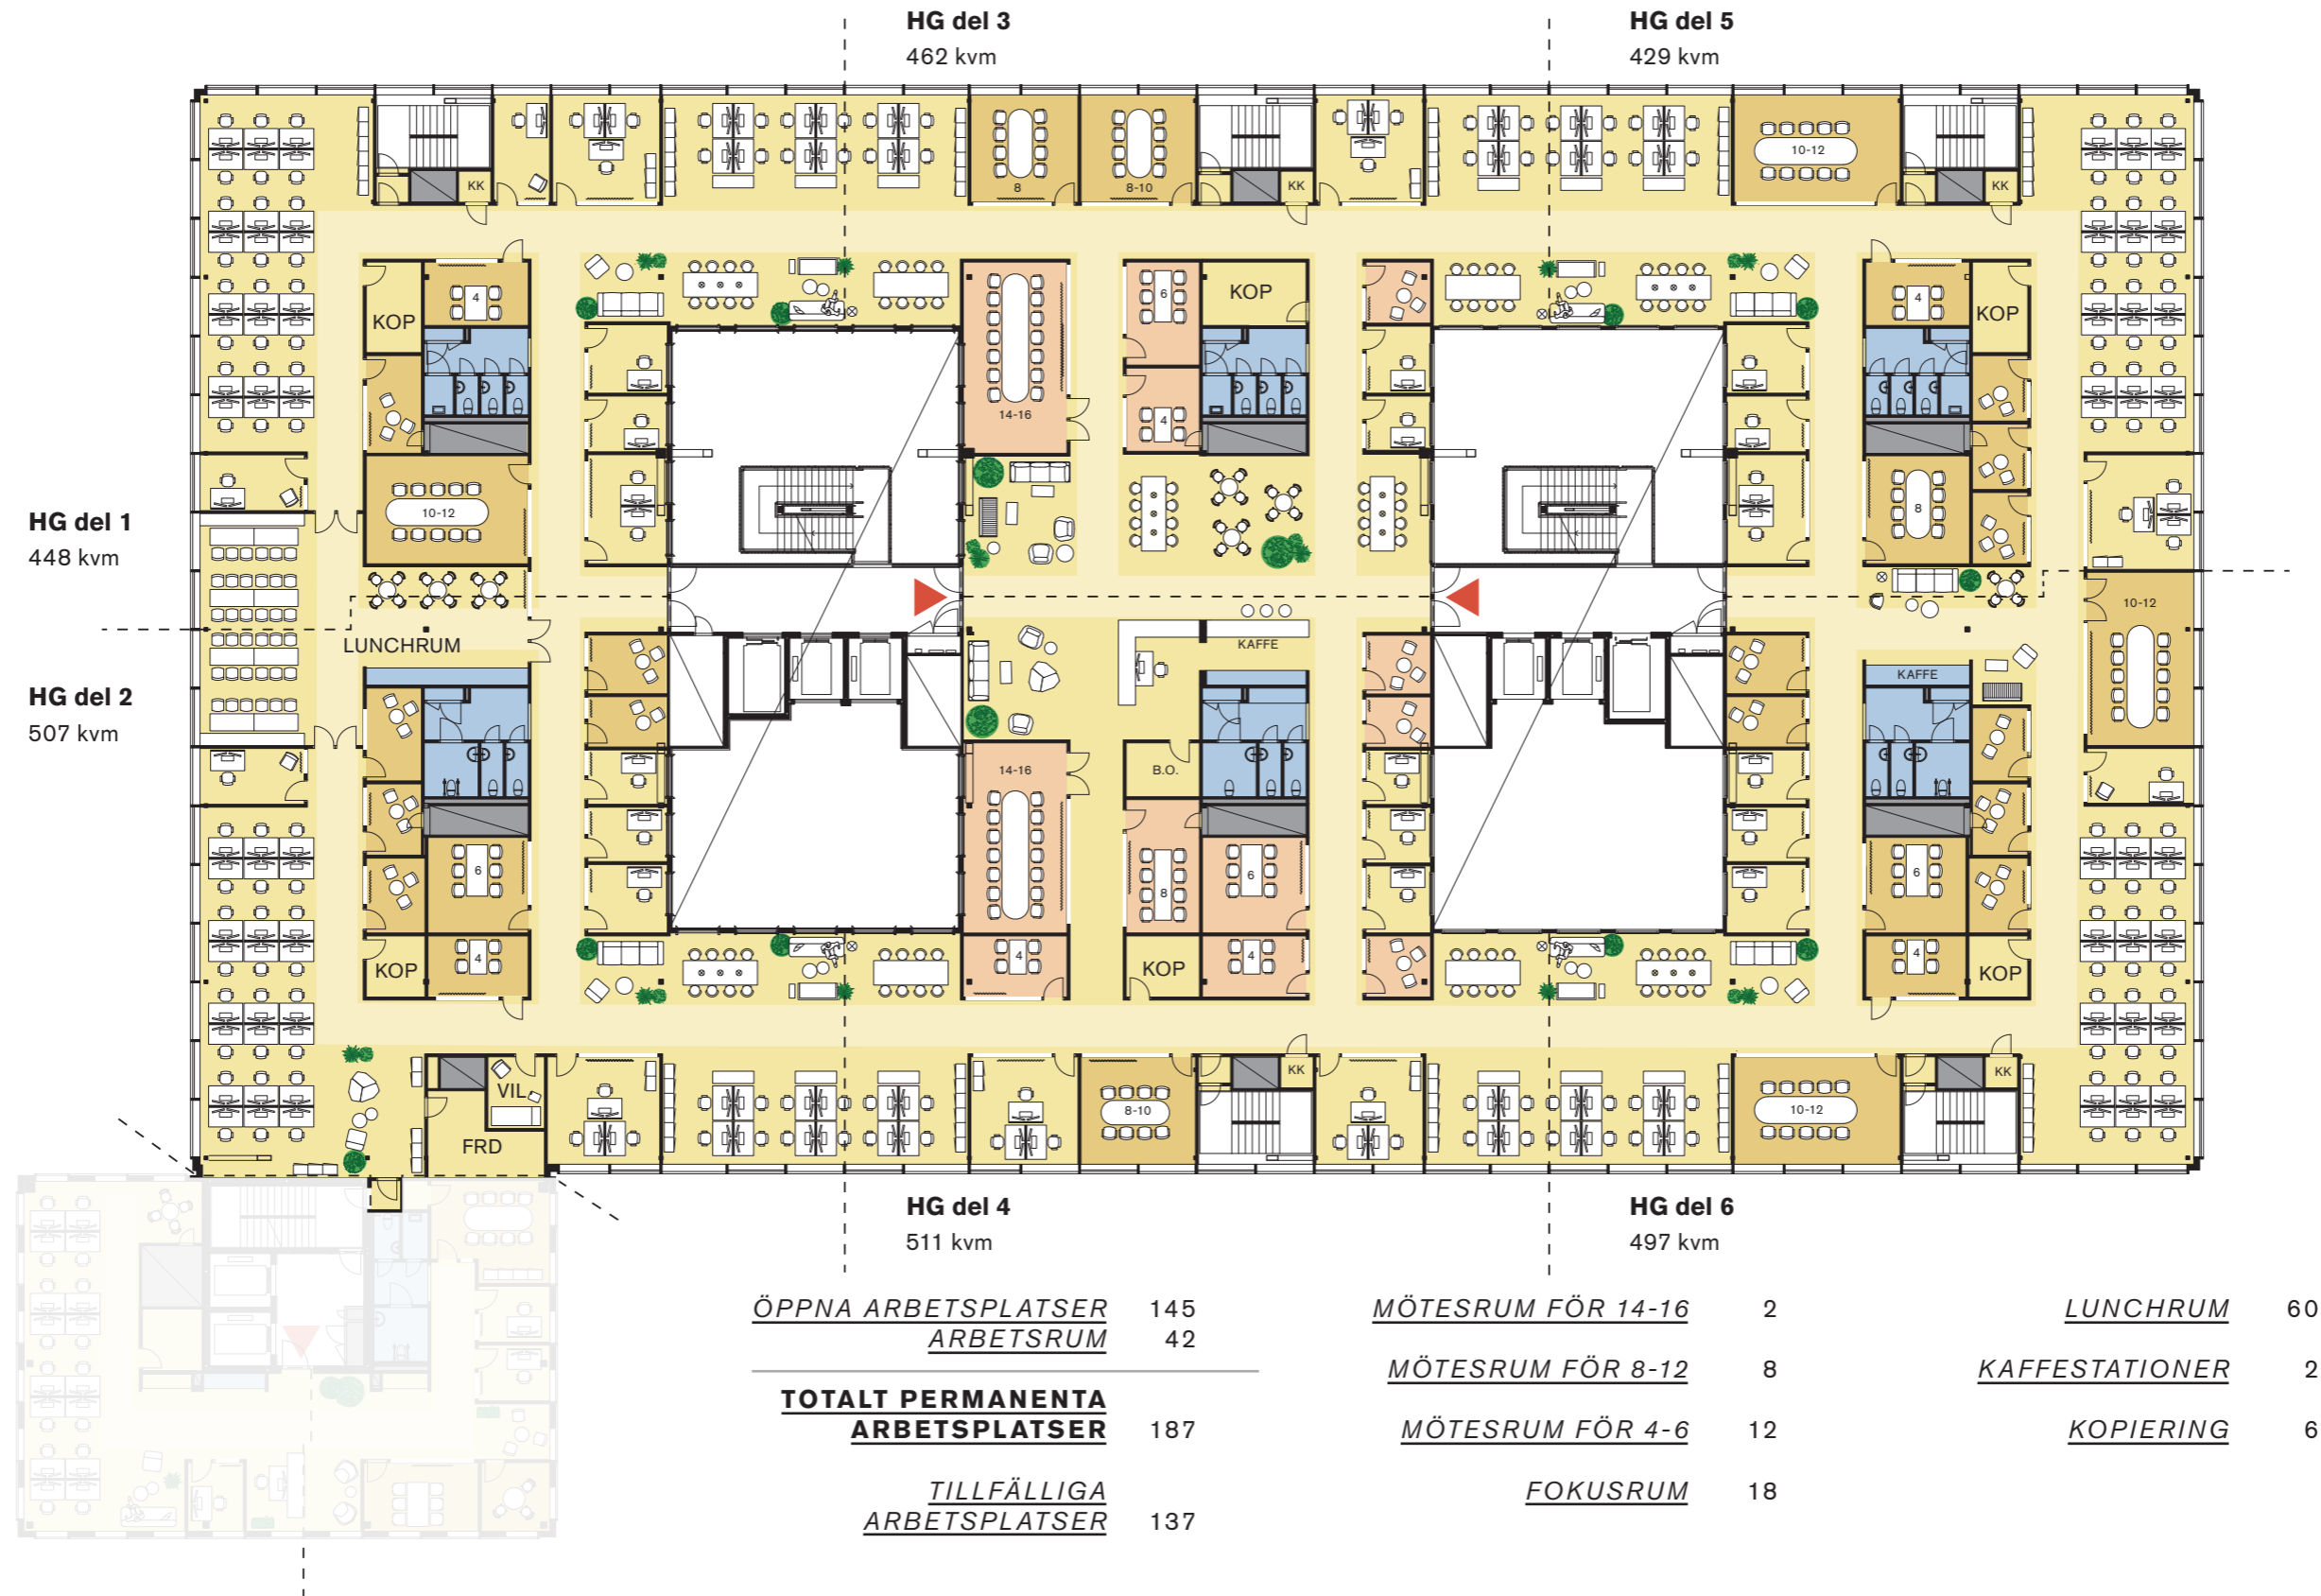 HG del 3
462 kvm
HG del 5
429 kvm
8
8-10
10-12
KK
KK
KK
4
KOP
14-16
6
KOP
4
KOP
4
10-12
8
HG del 1
448 kvm
10-12
LUNCHRUM
KAFFE
KAFFE
HG del 2
507 kvm
14-16
B.O.
6
8
6
6
4
KOP
4
KOP
4
4
KOP
VIL
FRD
8-10
KK
10-12
KK
HG del 4
511 kvm
HG del 6
497 kvm
ÖPPNA ARBETSPLATSER 145
ARBETSRUM 42
TOTALT PERMANENTA
ARBETSPLATSER 187
TILLFÄLLIGA
ARBETSPLATSER 137
MÖTESRUM FÖR 14-16 2
MÖTESRUM FÖR 8-12 8
MÖTESRUM FÖR 4-6 12
FOKUSRUM 18
LUNCHRUM 60
KAFFESTATIONER 2
KOPIERING 6